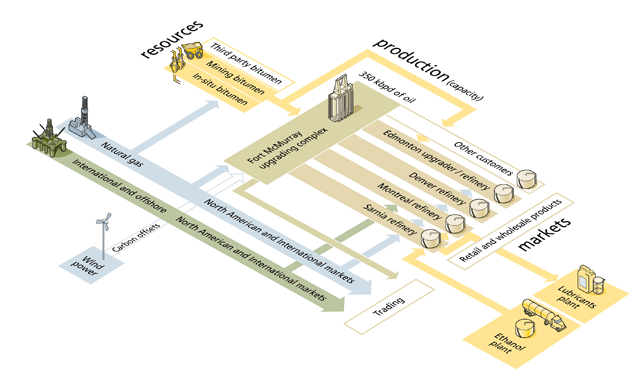 resources
Third party bitumen
Mining bitumen
In-situ bitumen
production (capacity)
350 kbpd of oil
Fort McMurray
upgrading complex
Other customers
Edmonton upgrader / refinery
Denver refinery
Montreal refinery
Sarnia refinery
Natural gas
International and offshore
North American and International markets
North American and International markets
Carbon offsets
Wind
power
Retail and wholesale products
markets
Trading
Lubricants
plant
Ethanol
plant